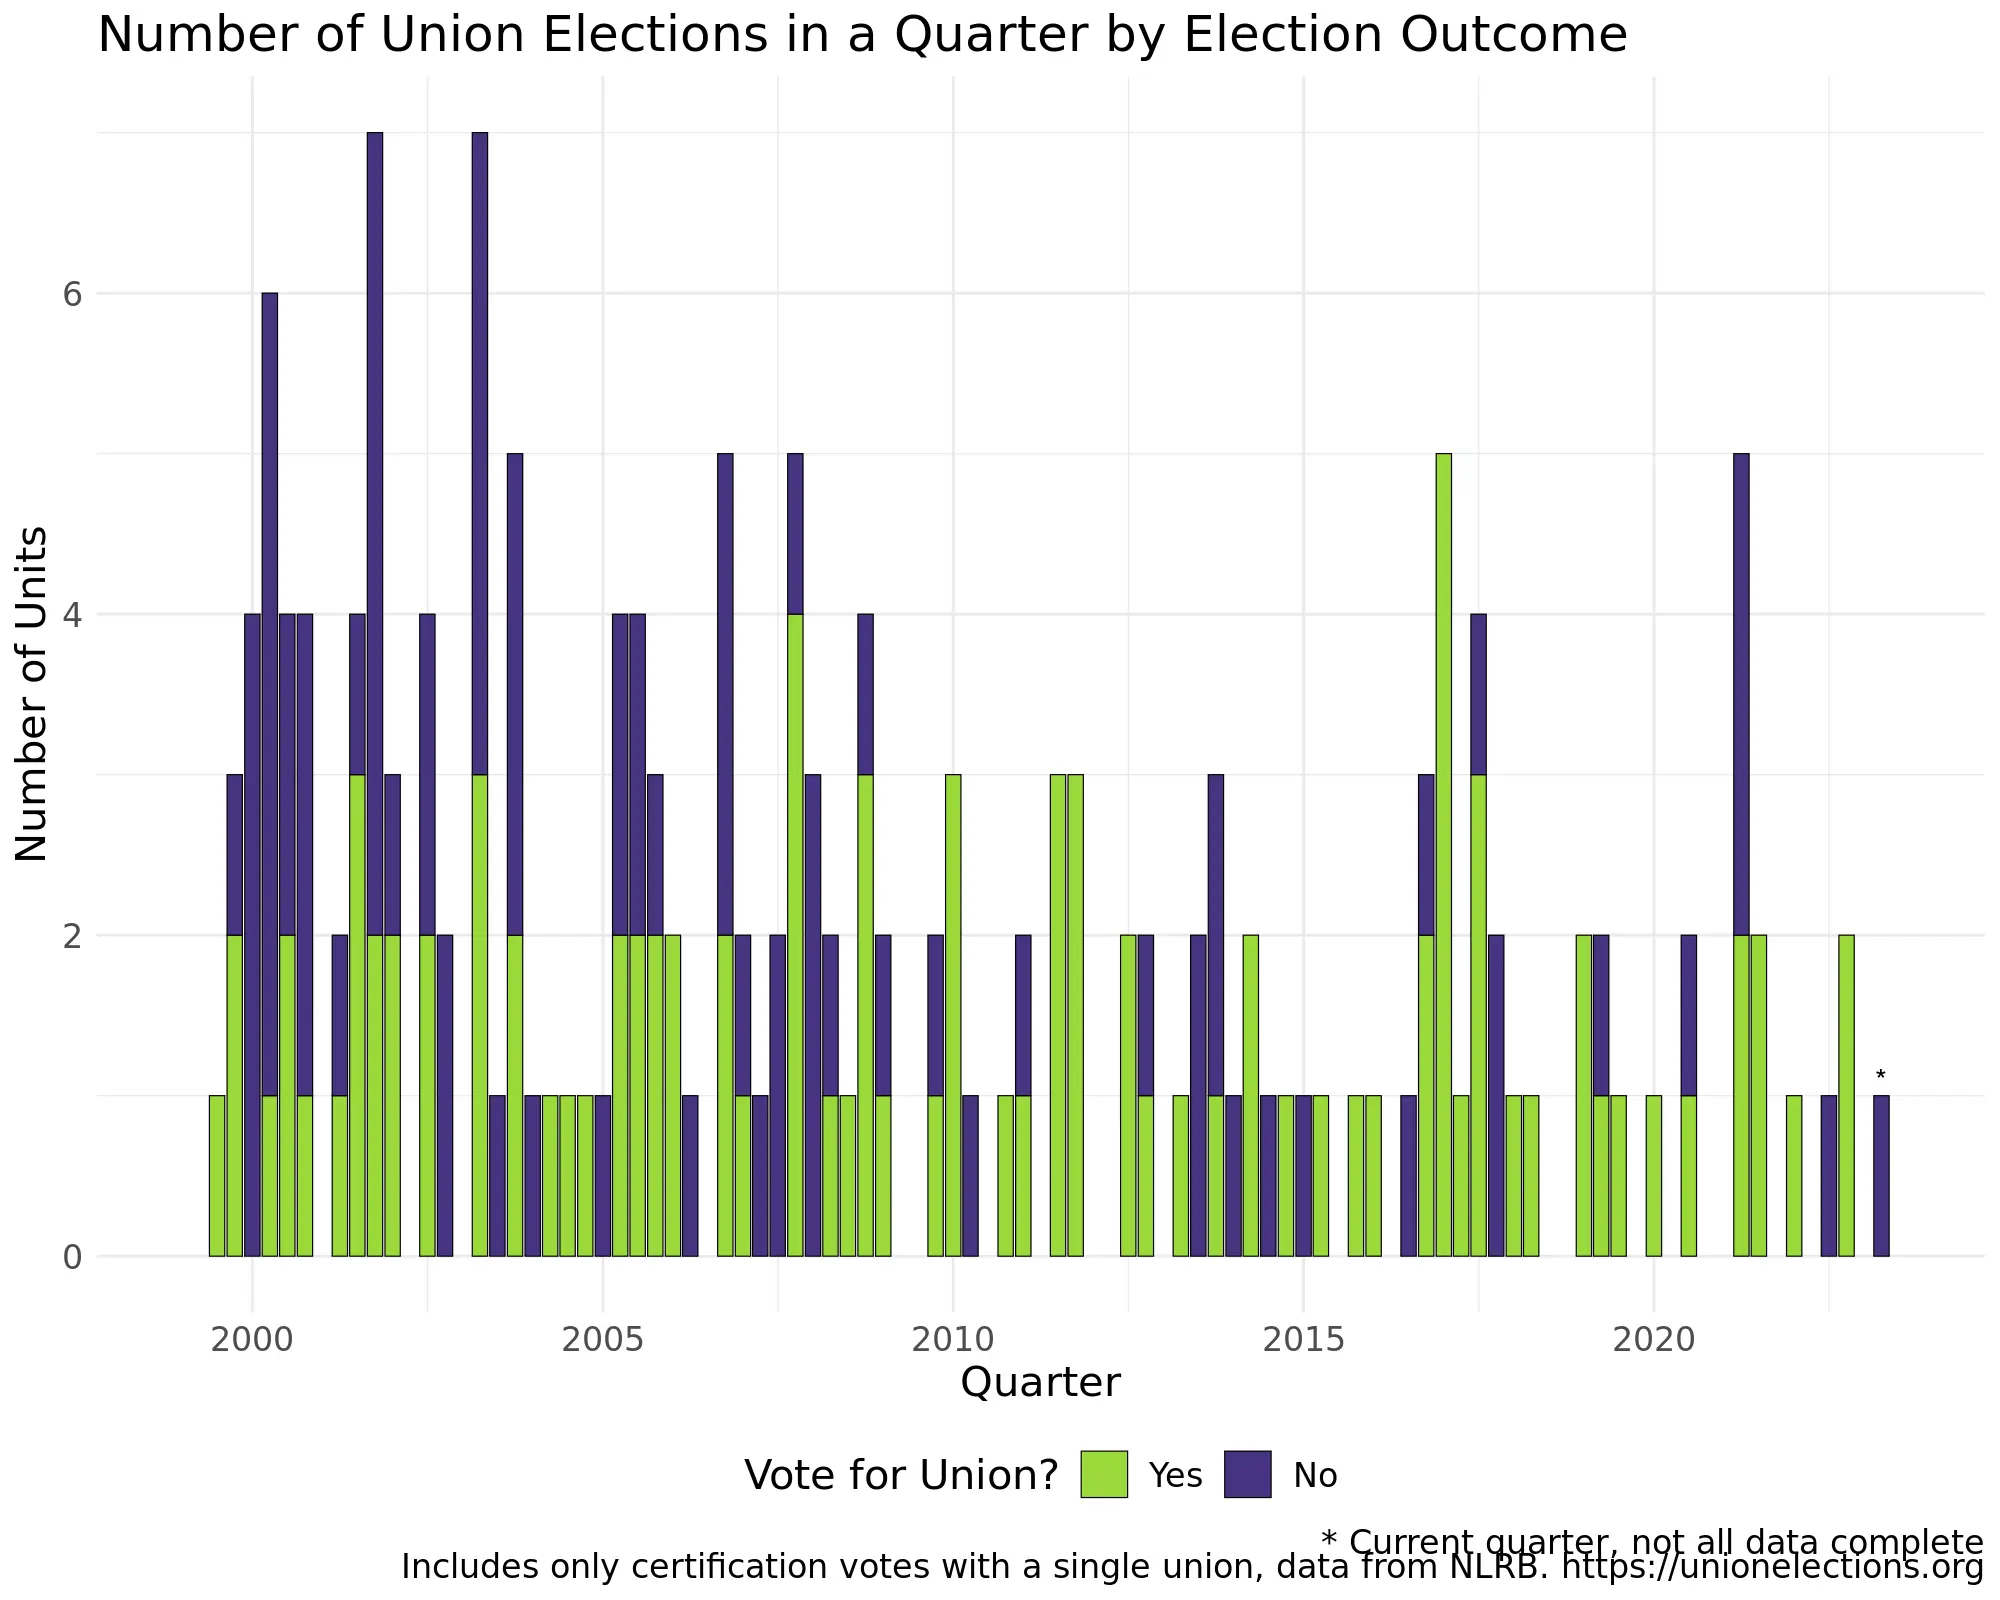 Number of Union Elections in a Quarter by Election Outcome
Number of Units
6
4
2
0
*
2000 2005 2010 2015 2020
Quarter
Vote for Union? Yes No
* Current quarter, not all data complete
Includes only certification votes with a single union, data from NLRB. https://unionelections.org